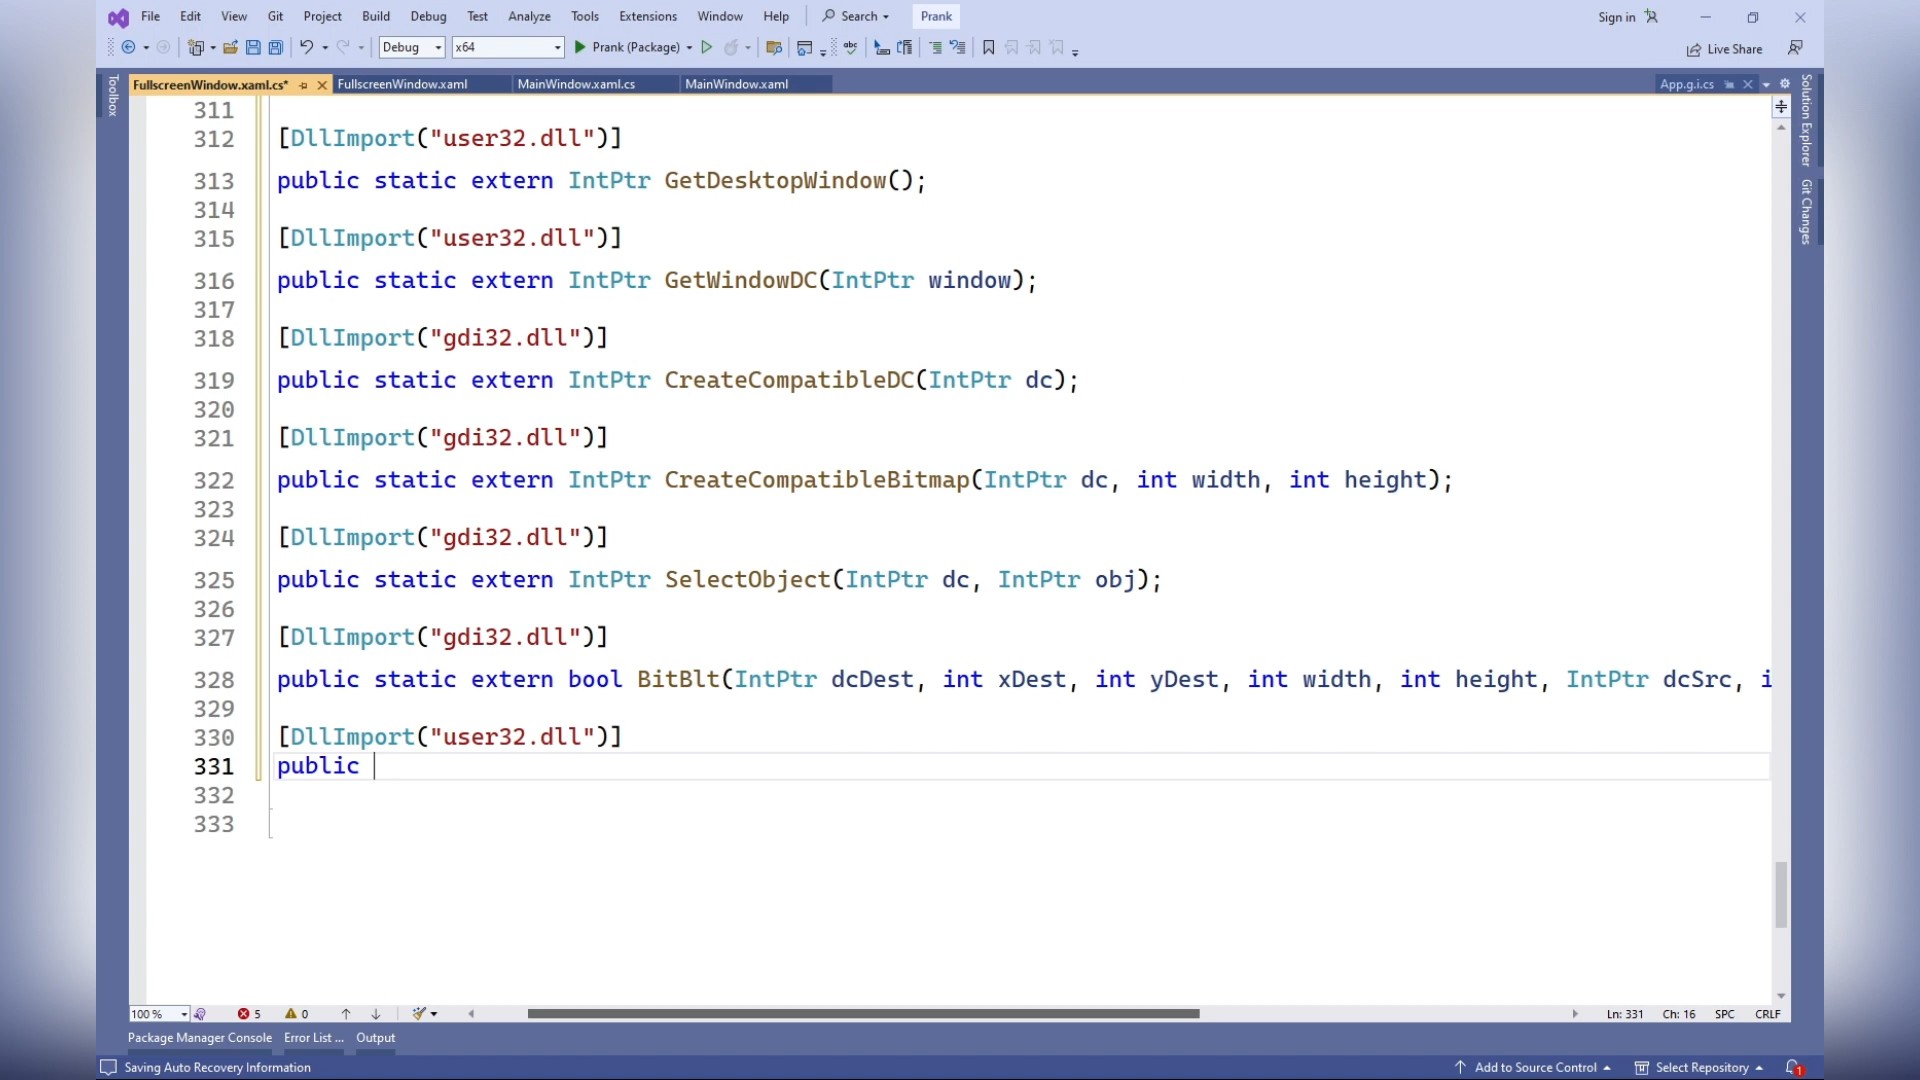 File Edit View Git Project Build Debug Test Analyze Tools Extensions Window Help Search Prank Sign in
Debug x64 Prank (Package) abc Live Share
FullscreenWindow.xaml.cs* FullscreenWindow.xaml MainWindow.xaml.cs MainWindow.xaml App.g.i.cs
Toolbox
Solution Explorer
Git Changes
311
312 [DllImport("user32.dll")]
313 public static extern IntPtr GetDesktopWindow();
314
315 [DllImport("user32.dll")]
316 public static extern IntPtr GetWindowDC(IntPtr window);
317
318 [DllImport("gdi32.dll")]
319 public static extern IntPtr CreateCompatibleDC(IntPtr dc);
320
321 [DllImport("gdi32.dll")]
322 public static extern IntPtr CreateCompatibleBitmap(IntPtr dc, int width, int height);
323
324 [DllImport("gdi32.dll")]
325 public static extern IntPtr SelectObject(IntPtr dc, IntPtr obj);
326
327 [DllImport("gdi32.dll")]
328 public static extern bool BitBlt(IntPtr dcDest, int xDest, int yDest, int width, int height, IntPtr dcSrc, i
329
330 [DllImport("user32.dll")]
331 public
332
333
100 % 5 0 Ln: 331 Ch: 16 SPC CRLF
Package Manager Console Error List ... Output
Saving Auto Recovery Information Add to Source Control Select Repository 1